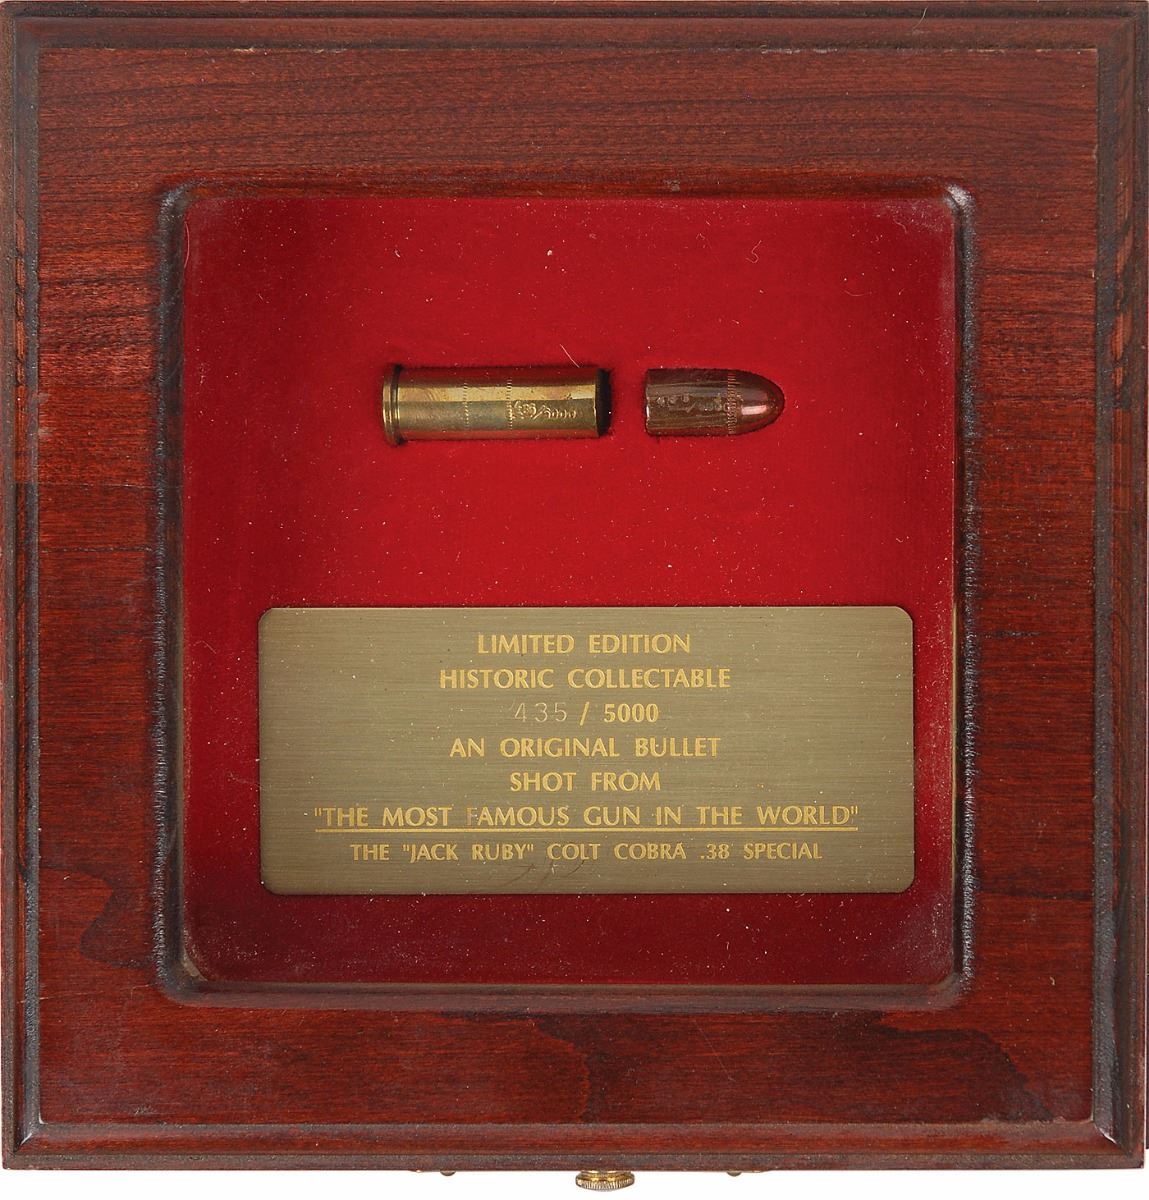 /5000
LIMITED EDITION
HISTORIC COLLECTABLE
435 / 5000
AN ORIGINAL BULLET
SHOT FROM
"THE MOST FAMOUS GUN IN THE WORLD"
THE "JACK RUBY" COLT COBRA .38 SPECIAL